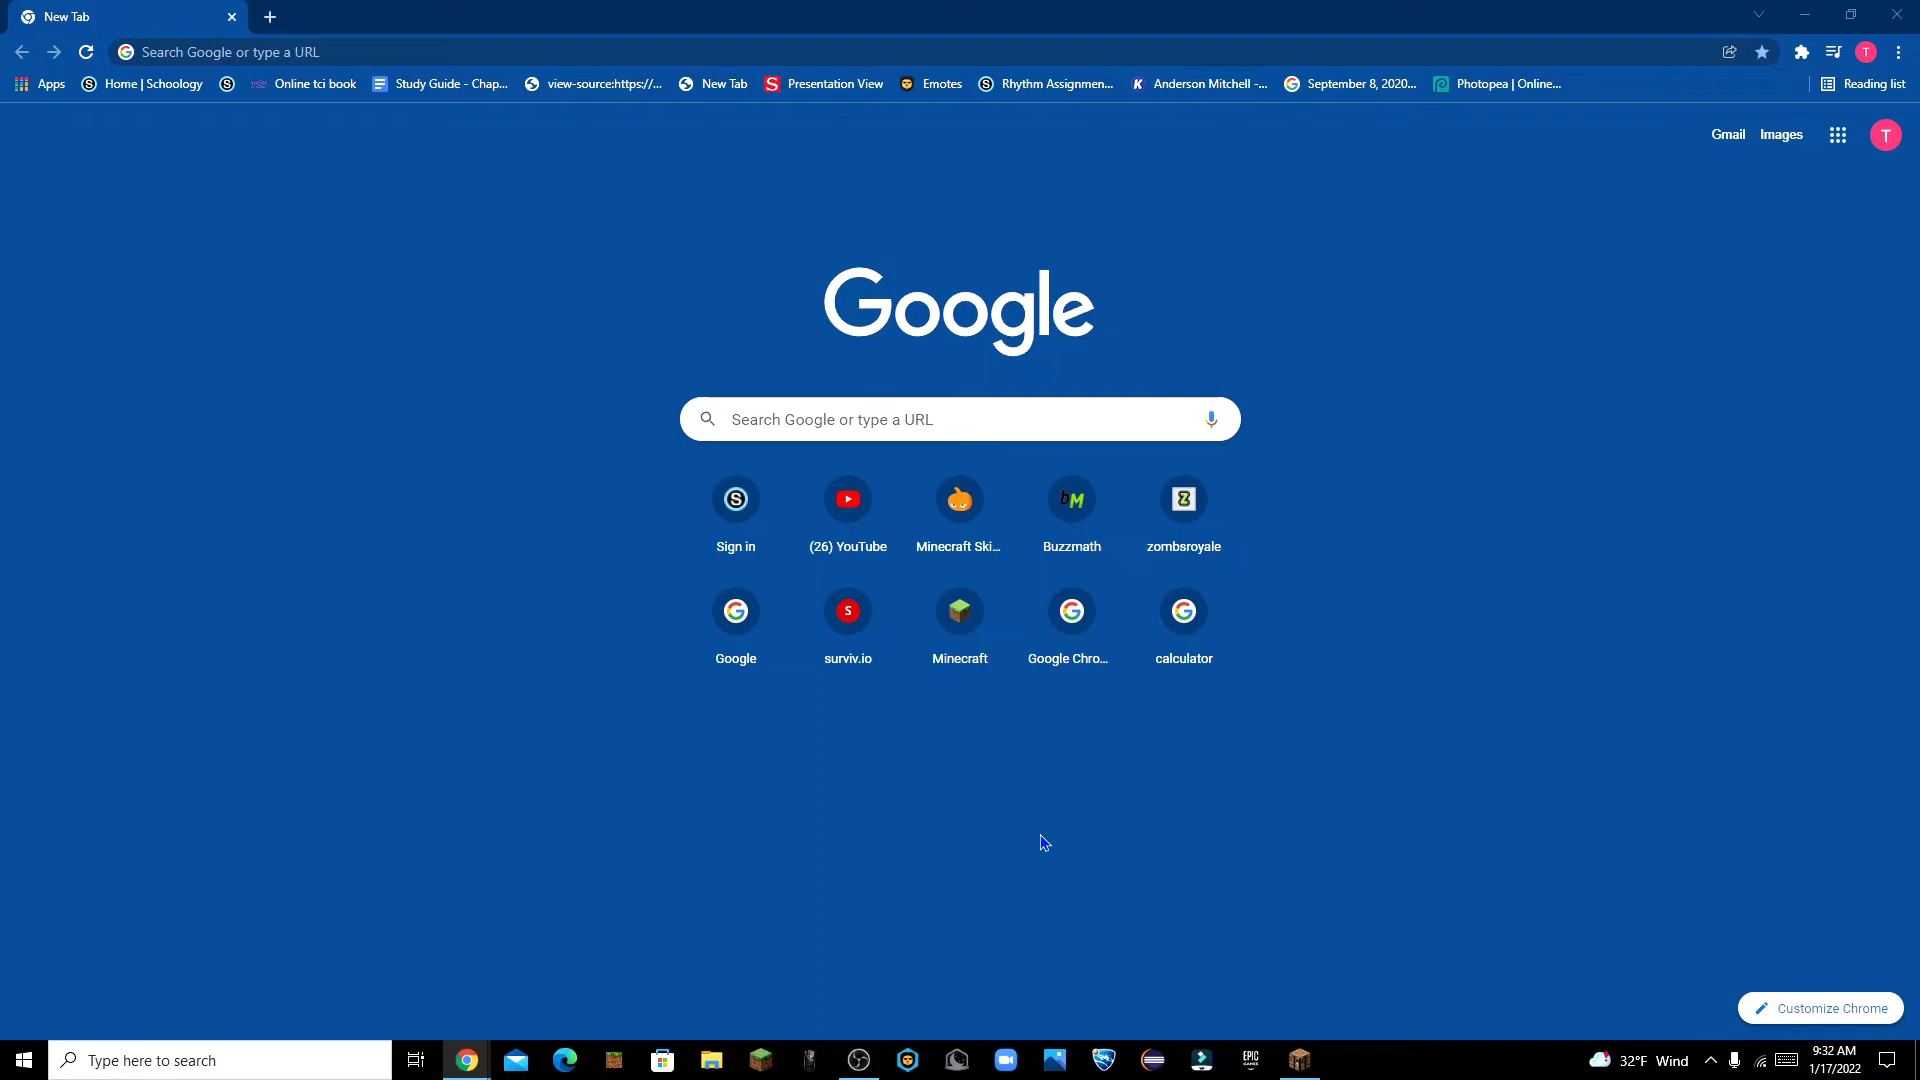 New Tab
Search Google or type a URL
T
Apps
Home | Schoology
Online tci book
Study Guide - Chap...
view-source:https://...
New Tab
Presentation View
Emotes
Rhythm Assignmen...
Anderson Mitchell -...
September 8, 2020...
Photopea | Online...
Reading list
Gmail
Images
T
Google
Search Google or type a URL
Sign in
(26) YouTube
Minecraft Ski...
Buzzmath
zombsroyale
Google
surviv.io
Minecraft
Google Chro...
calculator
Customize Chrome
Type here to search
EPIC
GAMES
32°F Wind
9:32 AM
1/17/2022